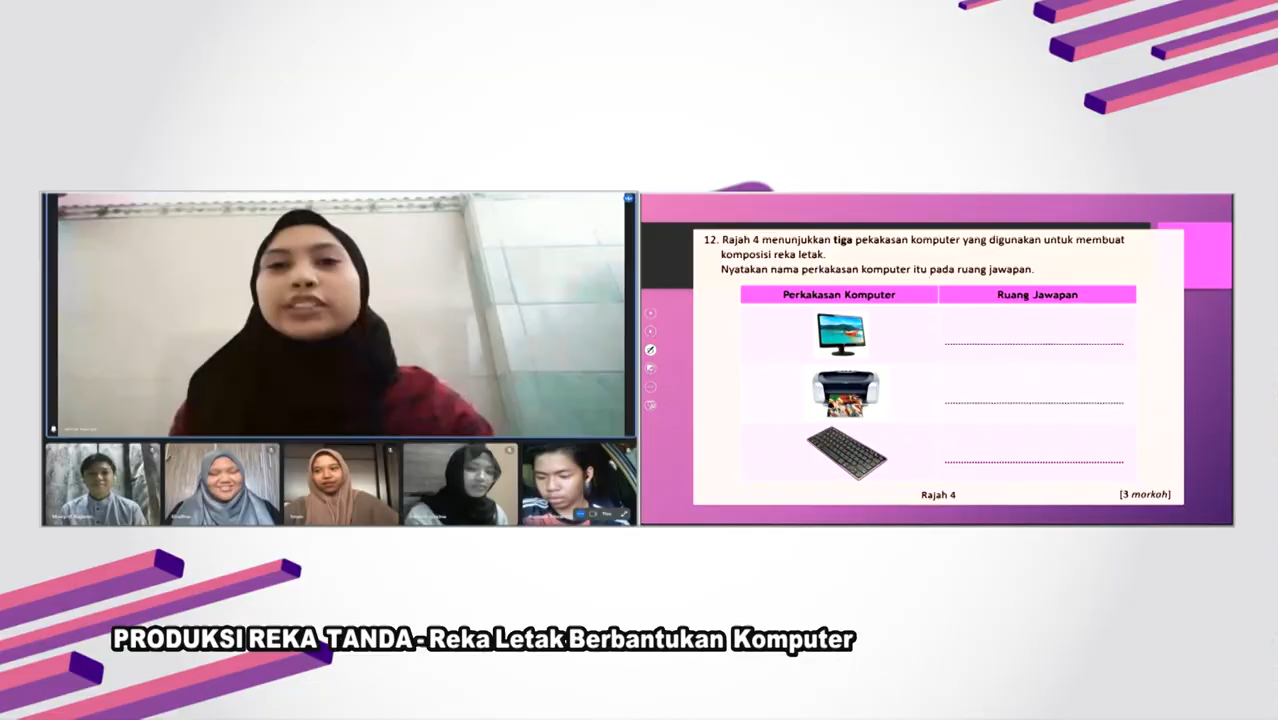 12. Rajah 4 menunjukkan tiga pekakasan komputer yang digunakan untuk membuat
komposisi reka letak.
Nyatakan nama perkakasan komputer itu pada ruang jawapan.
Perkakasan Komputer
Ruang Jawapan
Rajah 4
[3 markah]
PRODUKSI REKA TANDA - Reka Letak Berbantukan Komputer